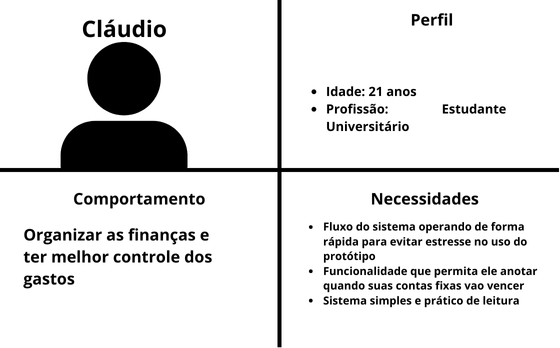 Cláudio
Perfil
Idade: 21 anos
Profissão: Estudante
Universitário
Comportamento
Organizar as finanças e
ter melhor controle dos
gastos
Necessidades
Fluxo do sistema operando de forma
rápida para evitar estresse no uso do
protótipo
Funcionalidade que permita ele anotar
quando suas contas fixas vao vencer
Sistema simples e prático de leitura